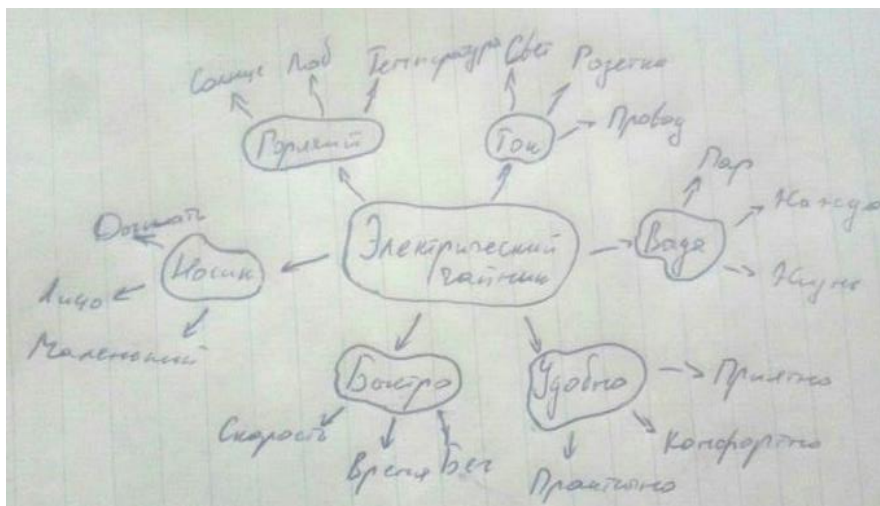 Солнце Лоб Температура Свет Розетка
Провод
Горячий
Ток
Пар
Жажда
Электрический
чайник
Вода
Жизнь
Дышать
Носик
Лицо
Маленький
Быстро
Удобно
Приятно
Скорость
Комфортно
Время Бег
Практично